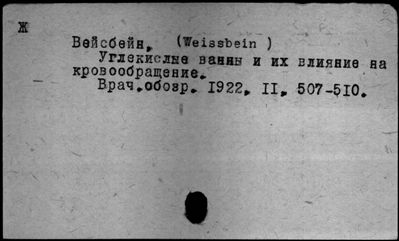 Ж
Вейсбейн, (Weissbein )
Углекислые ванны и их влияние на
кровообращение.
Врач.обозр. 1922, II, 507-510.